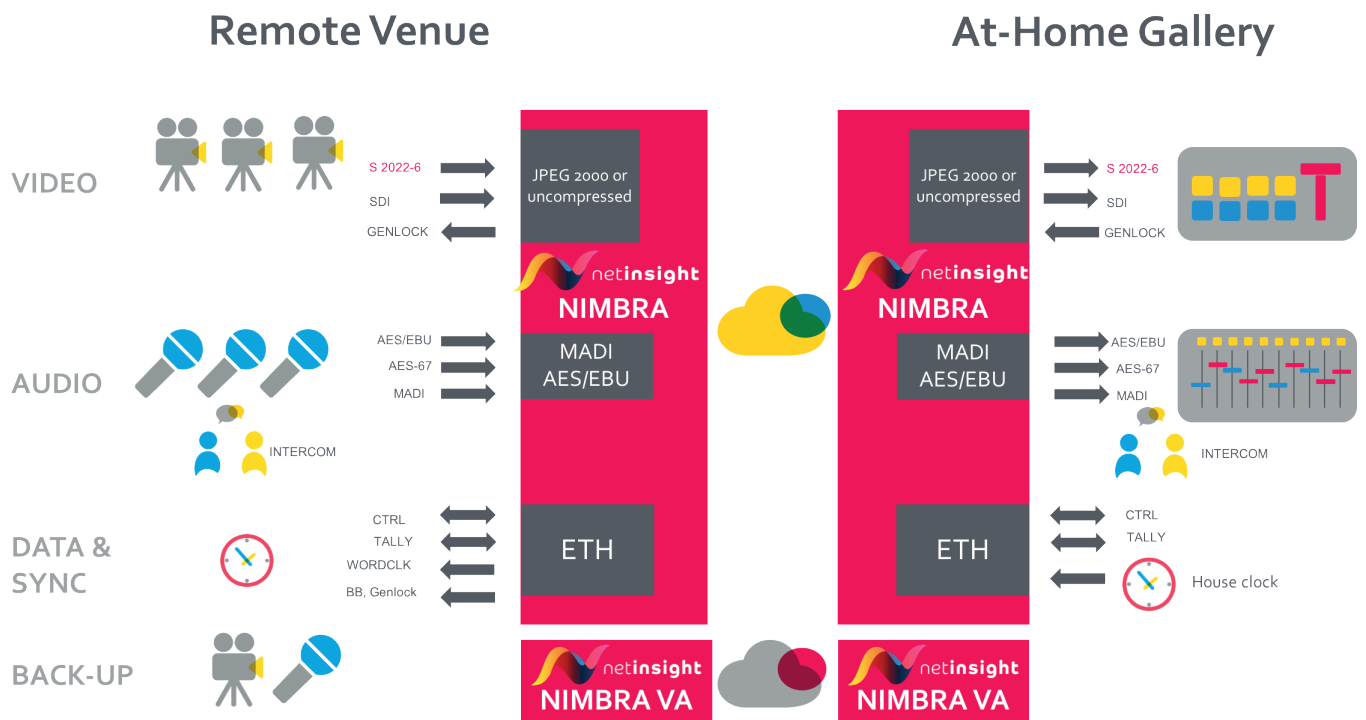 Remote Venue
At-Home Gallery
VIDEO
S 2022-6
SDI
GENLOCK
JPEG 2000 or
uncompressed
netinsight
NIMBRA
JPEG 2000 or
uncompressed
netinsight
NIMBRA
S 2022-6
SDI
GENLOCK
AUDIO
AES/EBU
AES-67
MADI
INTERCOM
MADI
AES/EBU
MADI
AES/EBU
AES/EBU
AES-67
MADI
INTERCOM
DATA &
SYNC
CTRL
TALLY
WORDCLK
BB, Genlock
ETH
ETH
CTRL
TALLY
House clock
BACK-UP
netinsight
NIMBRA VA
netinsight
NIMBRA VA